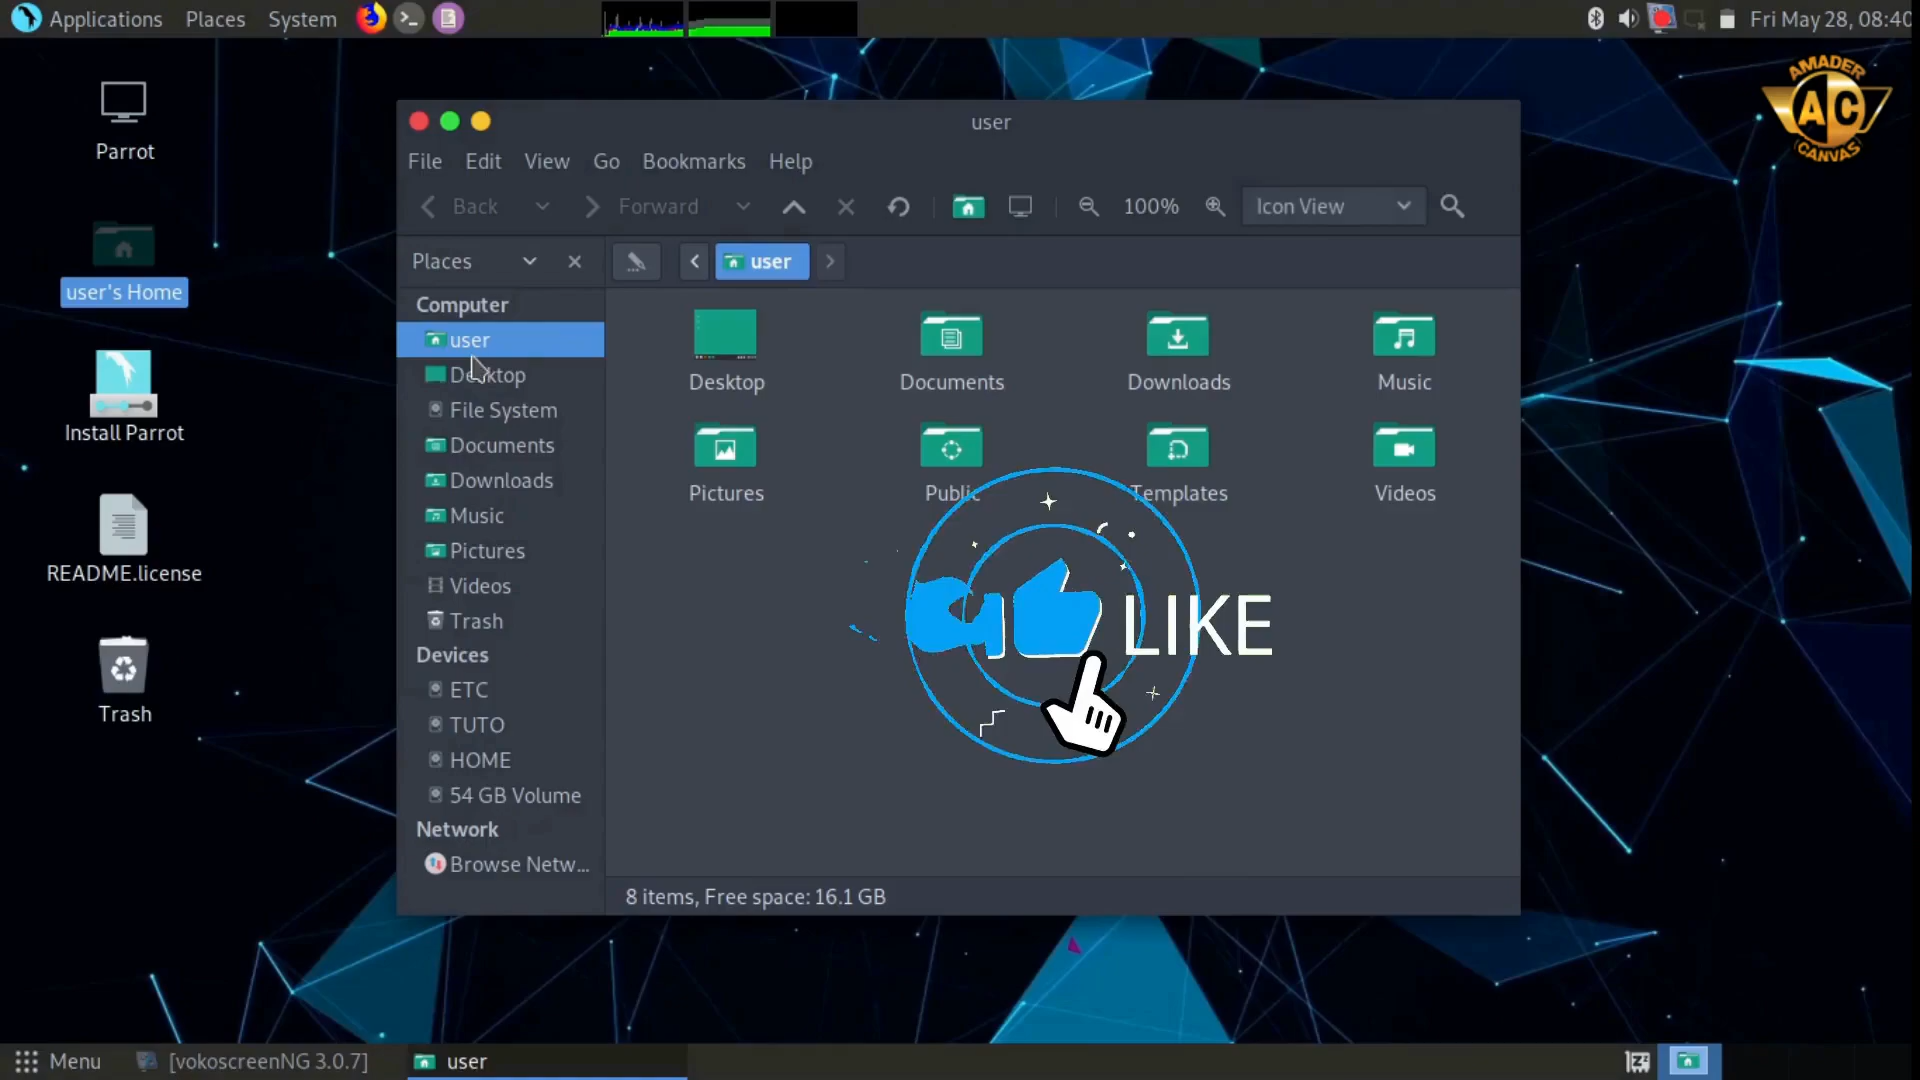 Applications Places System
Fri May 28, 08:40
AMADER
AC
CANVAS
Parrot
user's Home
Install Parrot
README.license
Trash
user
File Edit View Go Bookmarks Help
Back Forward 100% Icon View
Places
user
Computer
user
Desktop
File System
Documents
Downloads
Music
Pictures
Videos
Trash
Devices
ETC
TUTO
HOME
54 GB Volume
Network
Browse Netw...
Desktop Documents Downloads Music
Pictures Public Templates Videos
LIKE
8 items, Free space: 16.1 GB
Menu [vokoscreenNG 3.0.7] user